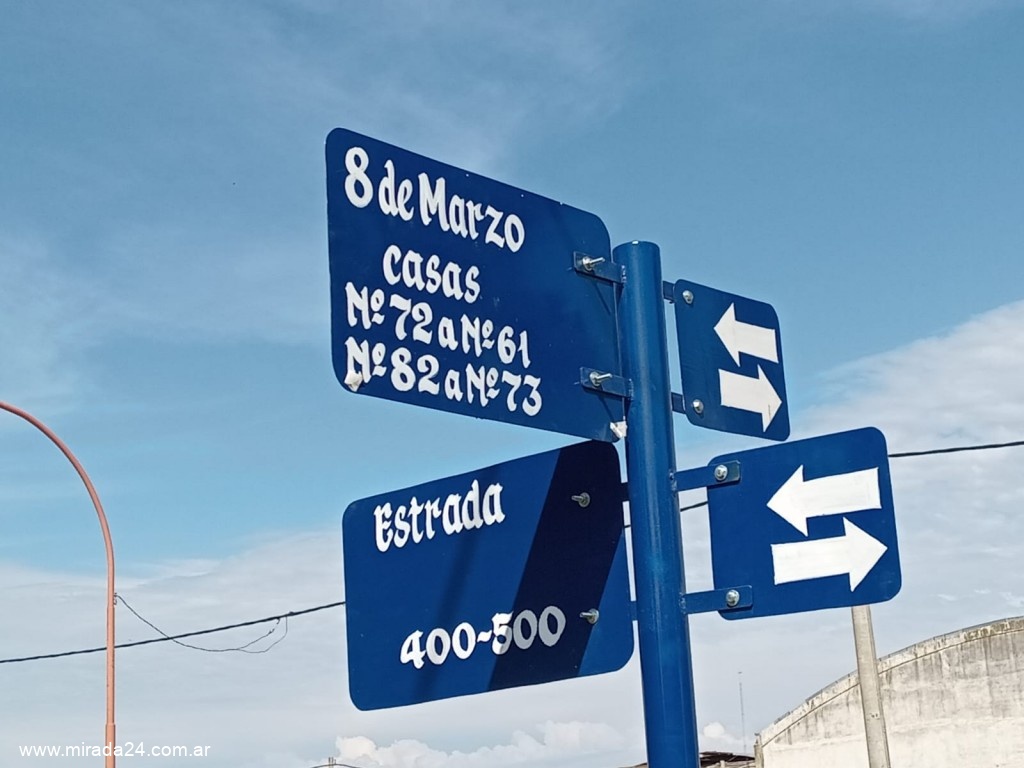 8 de Marzo
casas
Nº 72 a Nº 61
Nº 82 a Nº 73
Estrada
400~500
www.mirada24.com.ar